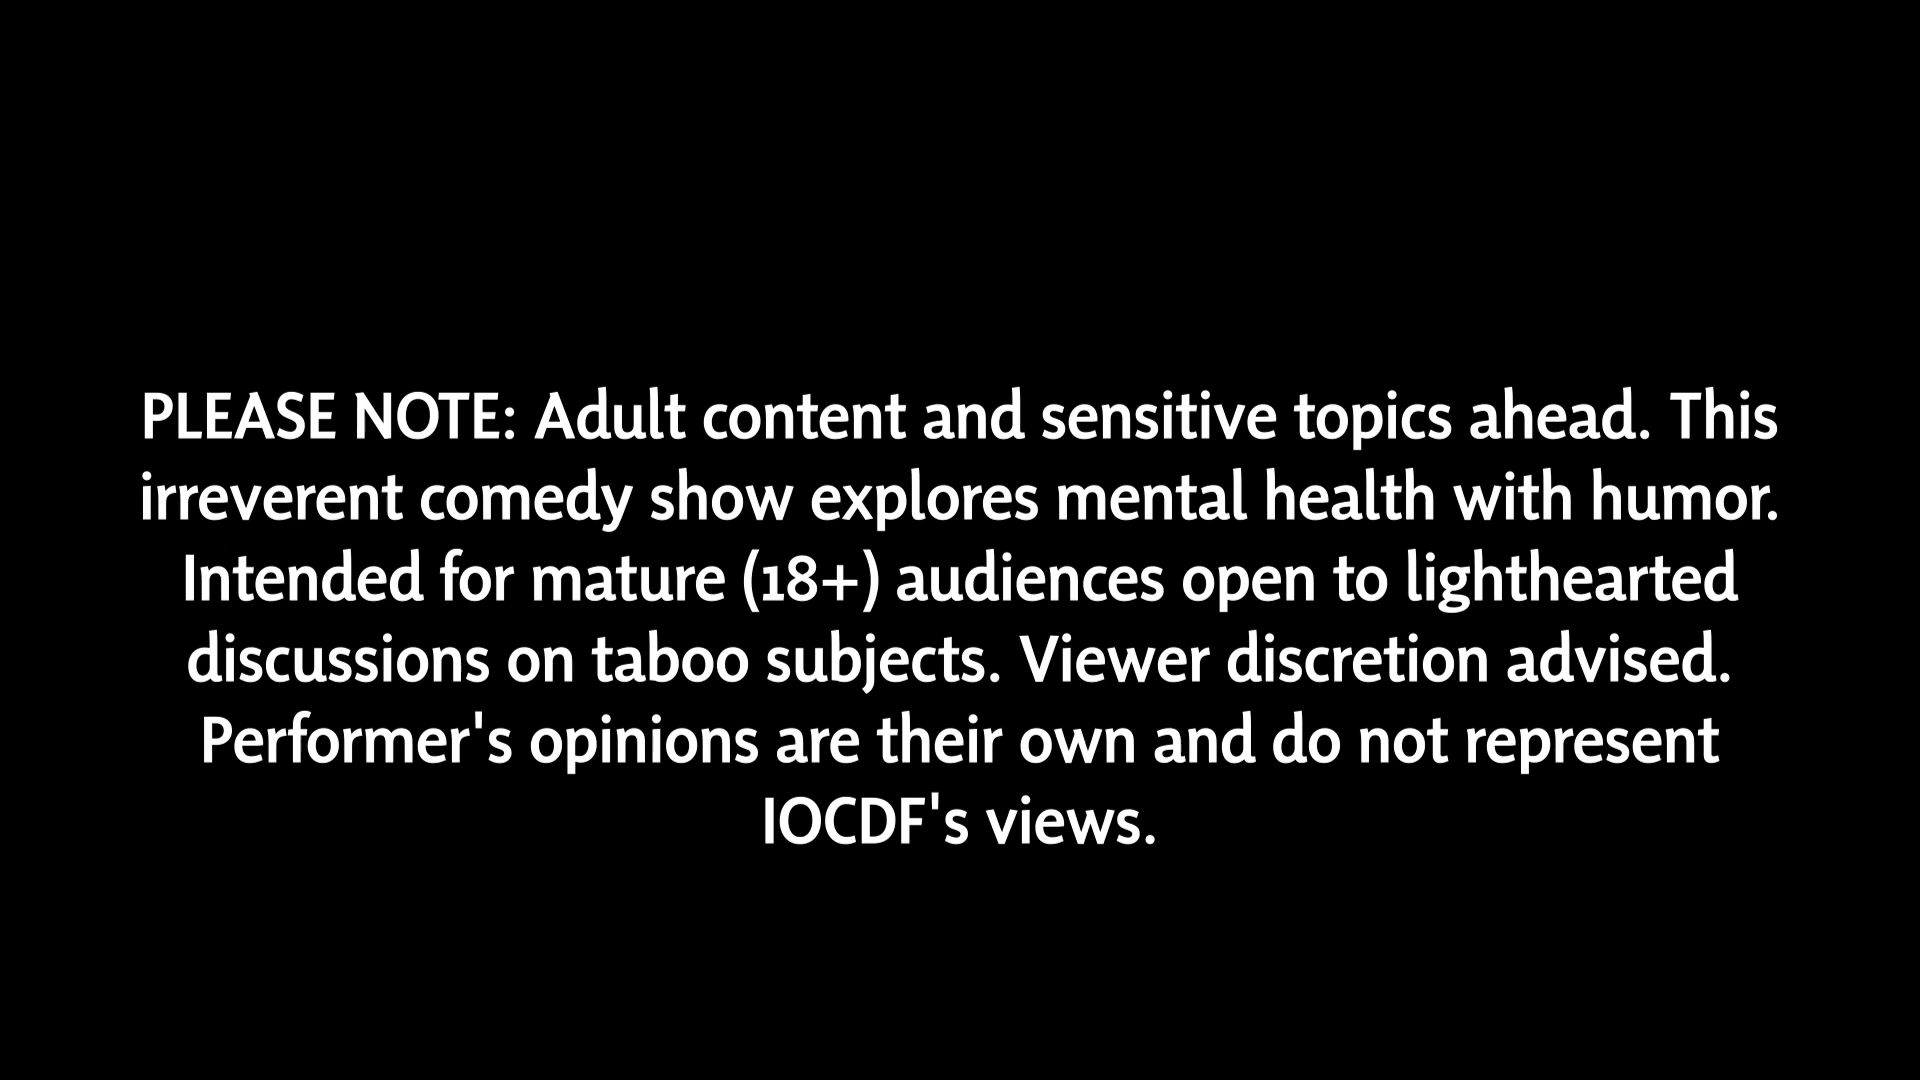 PLEASE NOTE: Adult content and sensitive topics ahead. This
irreverent comedy show explores mental health with humor.
Intended for mature (18+) audiences open to lighthearted
discussions on taboo subjects. Viewer discretion advised.
Performer's opinions are their own and do not represent
IOCDF's views.